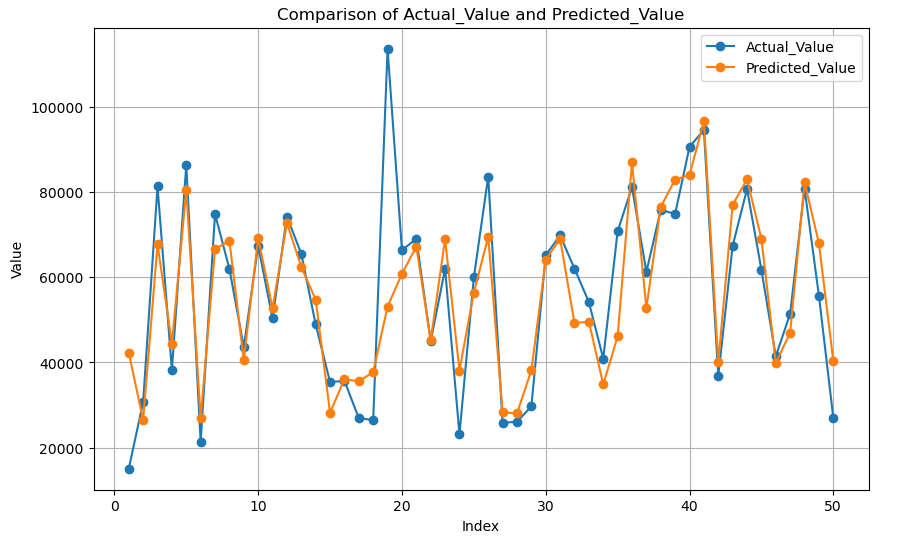 Comparison of Actual_Value and Predicted_Value
Actual_Value
Predicted_Value
100000
80000
60000
40000
20000
Value
0
10
20
30
40
50
Index